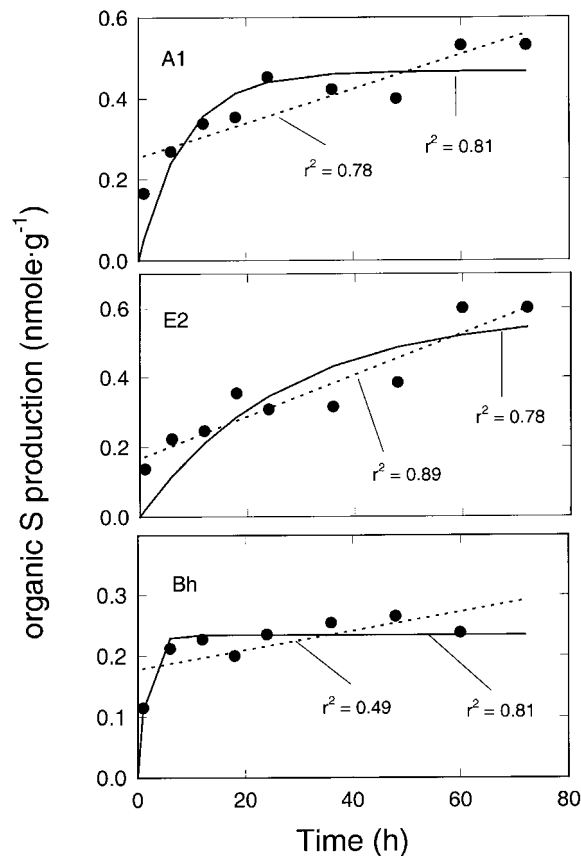 A1
0.6
0.4
0.2
0.0
r² = 0.81
r² = 0.78
E2
0.6
0.4
0.2
0.0
r² = 0.78
r² = 0.89
Bh
0.3
0.2
0.1
0.0
r² = 0.49
r² = 0.81
0 20 40 60 80
Time (h)
organic S production (nmole·g⁻¹)